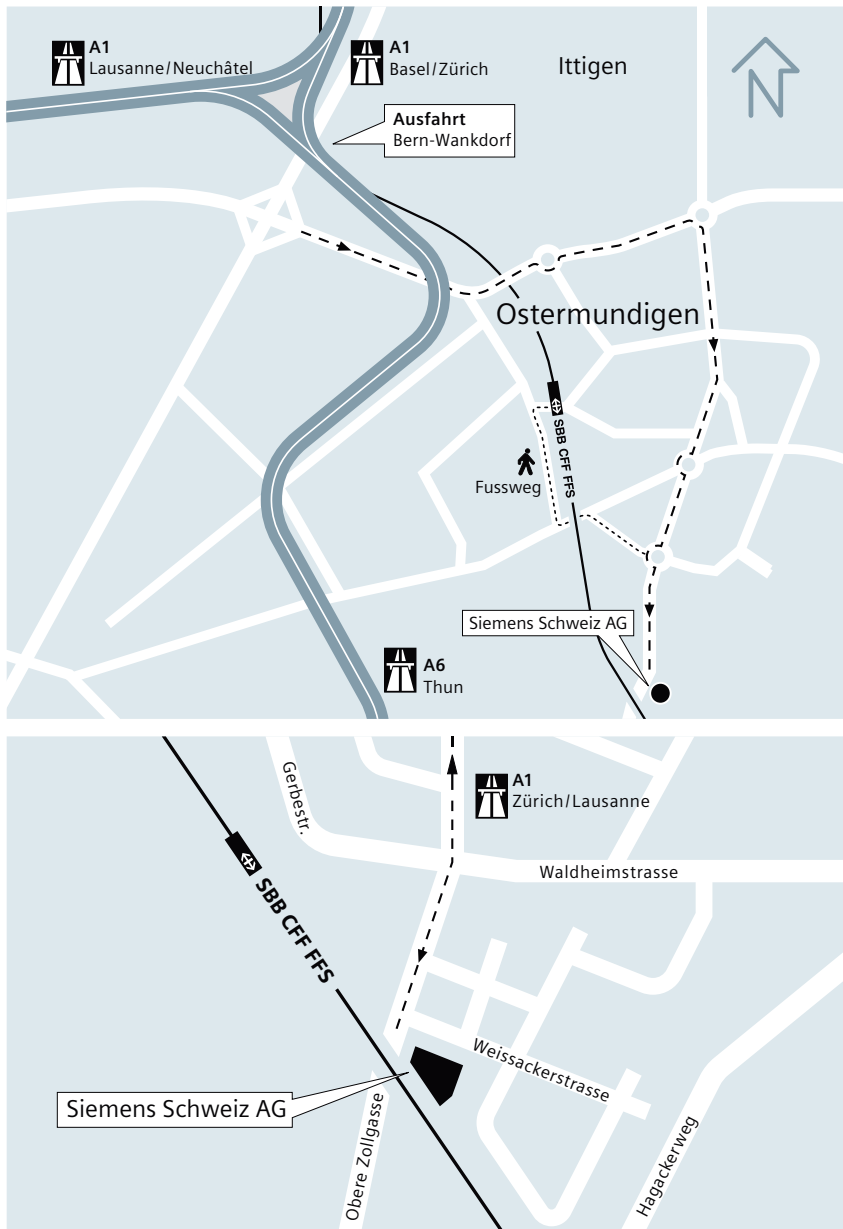 A1
Lausanne/Neuchâtel
A1
Basel/Zürich
Ittigen
N
Ausfahrt
Bern-Wankdorf
Ostermundigen
SBB CFF FFS
Fussweg
Siemens Schweiz AG
A6
Thun
Gerbestr.
A1
Zürich/Lausanne
Waldheimstrasse
SBB CFF FFS
Weissackerstrasse
Siemens Schweiz AG
Obere Zollgasse
Hagackerweg